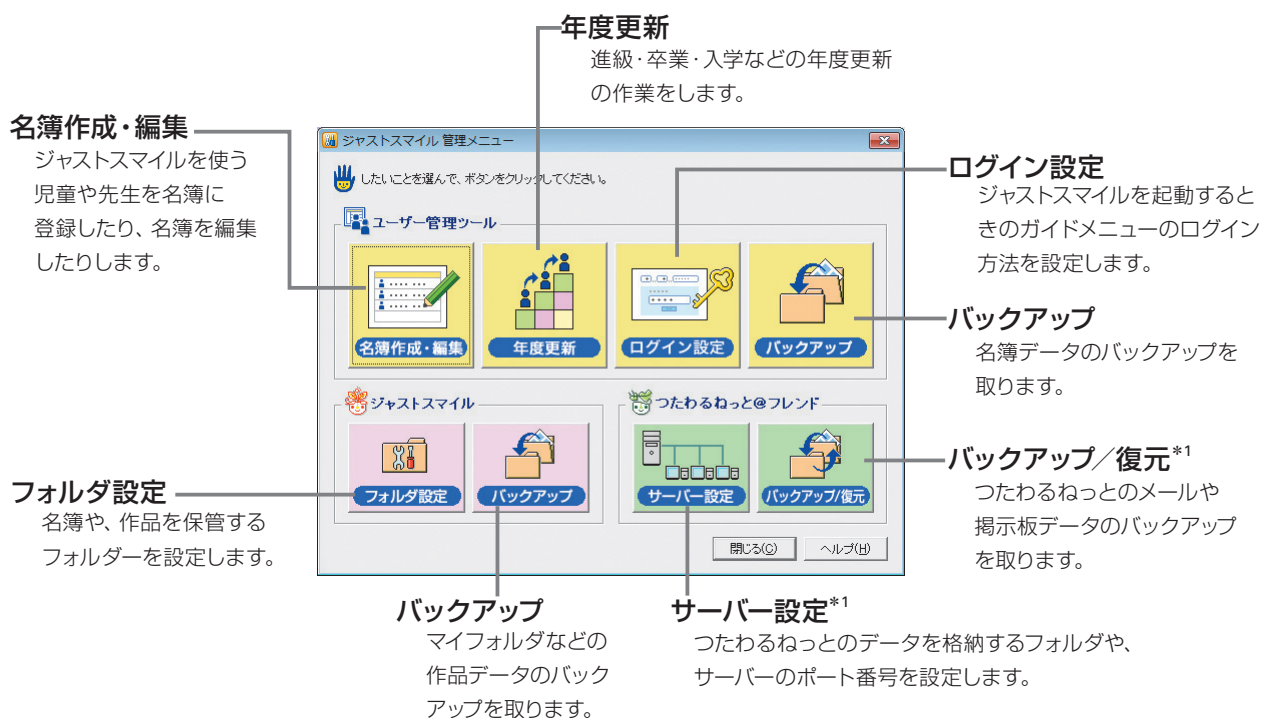 年度更新
進級・卒業・入学などの年度更新
の作業をします。
名簿作成・編集
ジャストスマイルを使う
児童や先生を名簿に
登録したり、名簿を編集
したりします。
ジャストスマイル 管理メニュー
したいことを選んで、ボタンをクリックしてください。
ユーザー管理ツール
名簿作成・編集
年度更新
ログイン設定
バックアップ
ログイン設定
ジャストスマイルを起動すると
きのガイドメニューのログイン
方法を設定します。
バックアップ
名簿データのバックアップを
取ります。
ジャストスマイル
フォルダ設定
バックアップ
つたわるねっと@フレンド
サーバー設定
バックアップ/復元
閉じる(C)
ヘルプ(H)
バックアップ/復元*1
つたわるねっとのメールや
掲示板データのバックアップ
を取ります。
フォルダ設定
名簿や、作品を保管する
フォルダーを設定します。
バックアップ
マイフォルダなどの
作品データのバック
アップを取ります。
サーバー設定*1
つたわるねっとのデータを格納するフォルダや、
サーバーのポート番号を設定します。